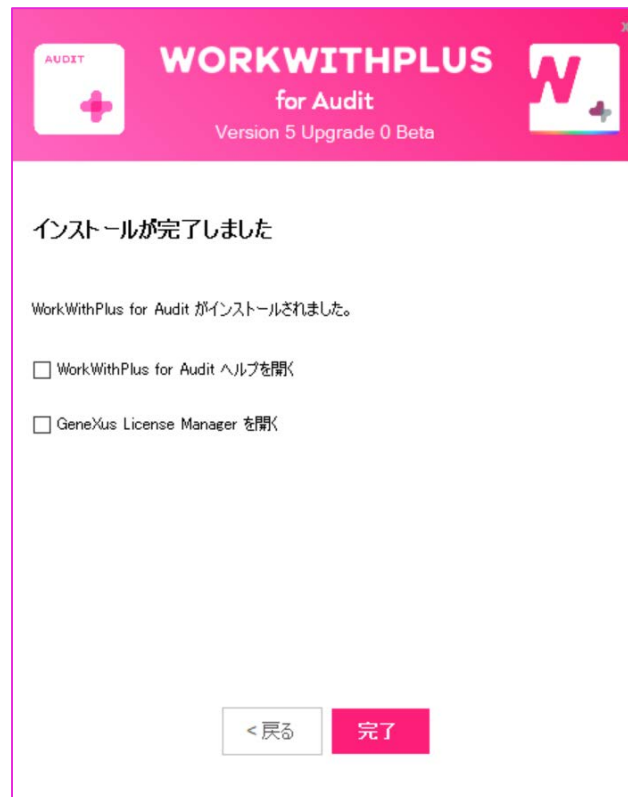 AUDIT
WORKWITHPLUS
for Audit
Version 5 Upgrade 0 Beta
x
インストールが完了しました
WorkWithPlus for Audit がインストールされました。
WorkWithPlus for Audit ヘルプを開く
GeneXus License Manager を開く
<戻る
完了